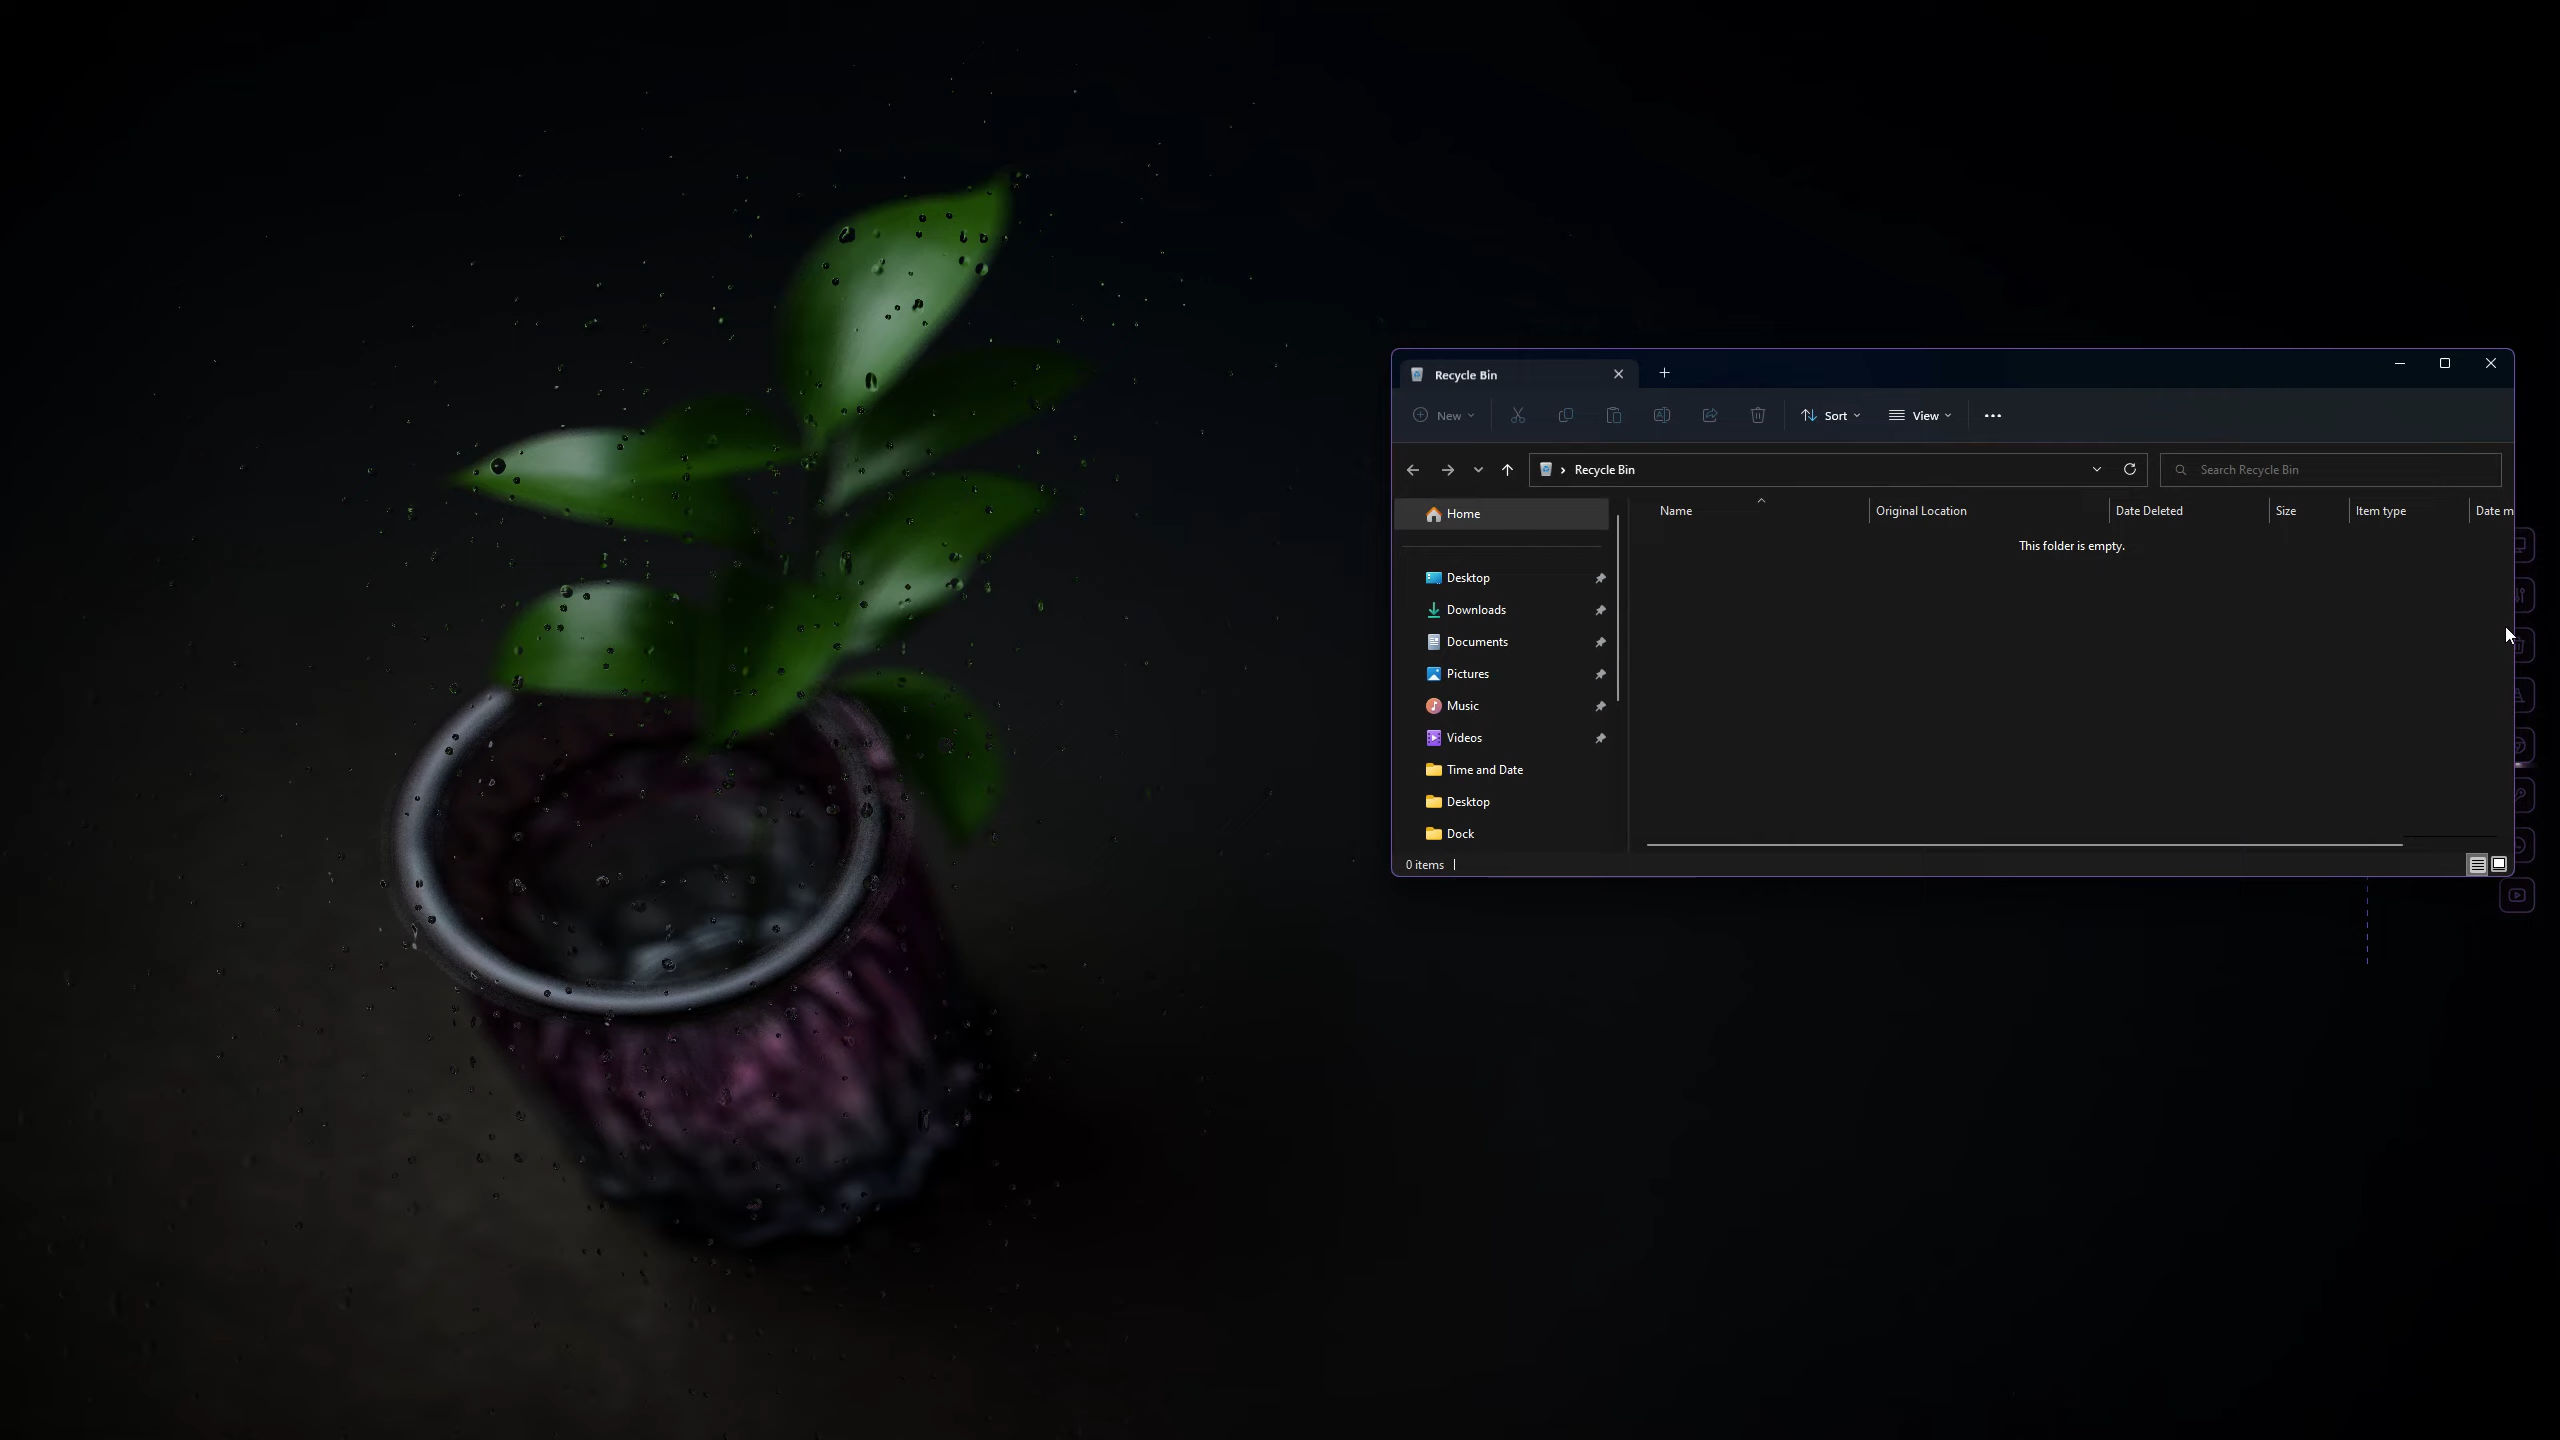 Recycle Bin
New
Sort
View
Recycle Bin
Search Recycle Bin
Home
Name
Original Location
Date Deleted
Size
Item type
Date m
This folder is empty.
Desktop
Downloads
Documents
Pictures
Music
Videos
Time and Date
Desktop
Dock
0 items